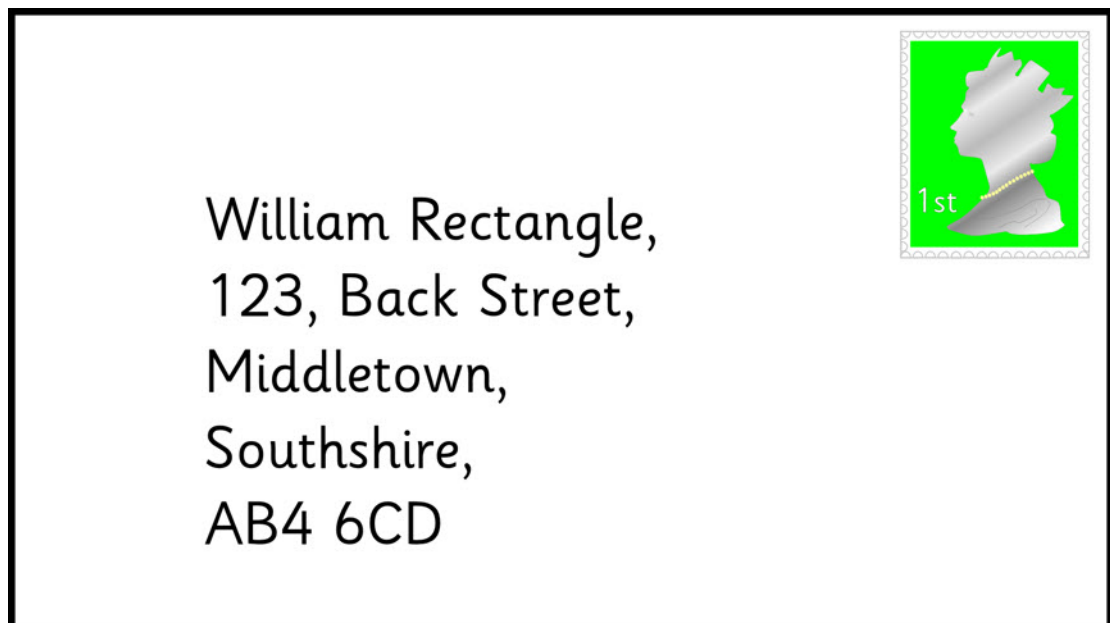 1st
William Rectangle,
123, Back Street,
Middletown,
Southshire,
AB4 6CD